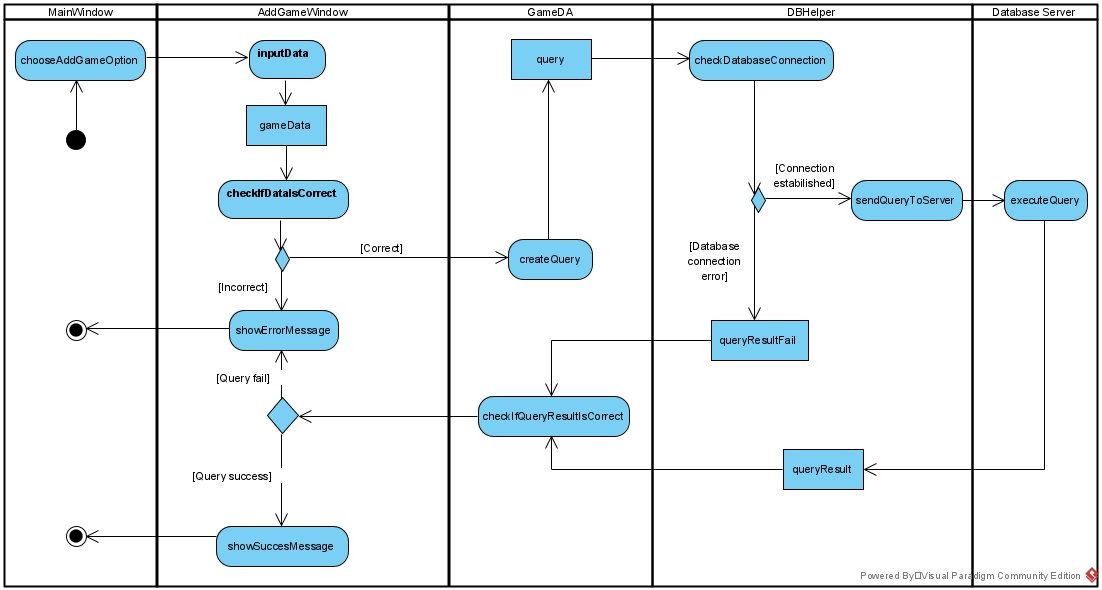 MainWindow
AddGameWindow
GameDA
DBHelper
Database Server
chooseAddGameOption
inputData
query
checkDatabaseConnection
gameData
[Connection
estabilished]
checkIfDataIsCorrect
sendQueryToServer
executeQuery
[Correct]
createQuery
[Database
connection
error]
[Incorrect]
showErrorMessage
queryResultFail
[Query fail]
checkIfQueryResultIsCorrect
[Query success]
queryResult
showSuccesMessage
Powered By□Visual Paradigm Community Edition